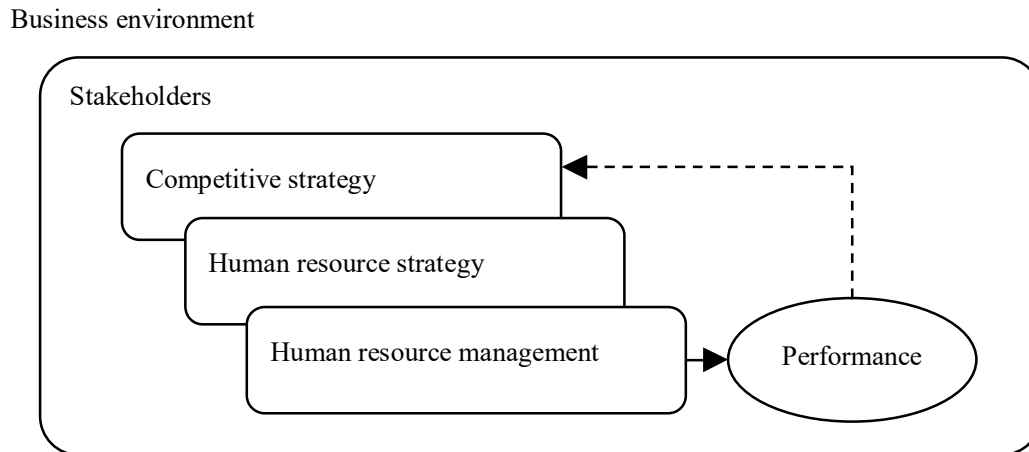 Business environment
Stakeholders
Competitive strategy
Human resource strategy
Human resource management
Performance